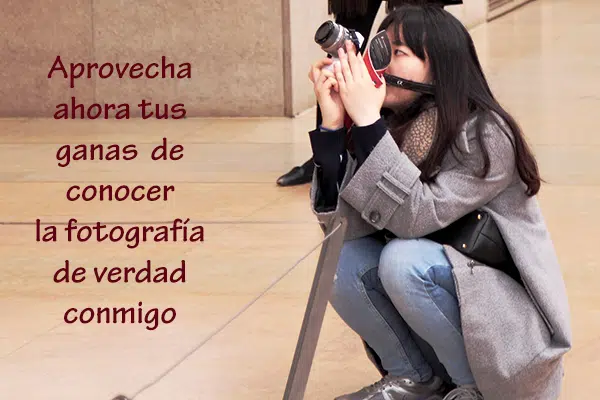 Aprovecha
ahora tus
ganas de
conocer
la fotografía
de verdad
conmigo